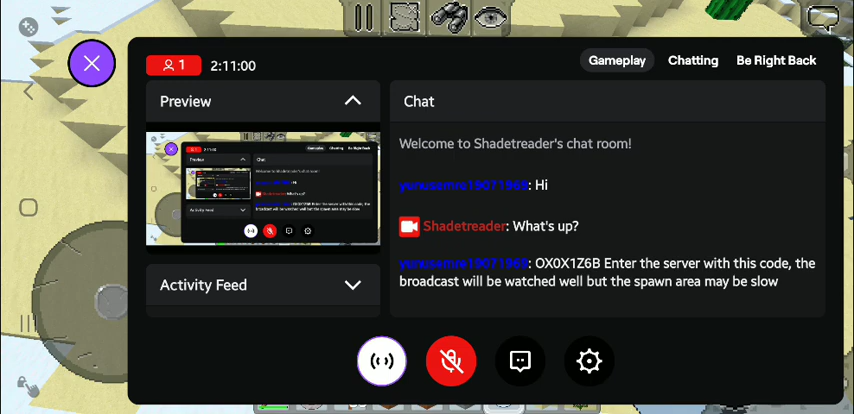 1 2:11:00 Gameplay Chatting Be Right Back
Preview
Chat
Welcome to Shadetreader's chat room!
yunusamre19071968: Hi
Shadetreader: What's up?
yunusamre19071968: OX0X1Z6B Enter the server with this code, the
broadcast will be watched well but the spawn area may be slow
Activity Feed